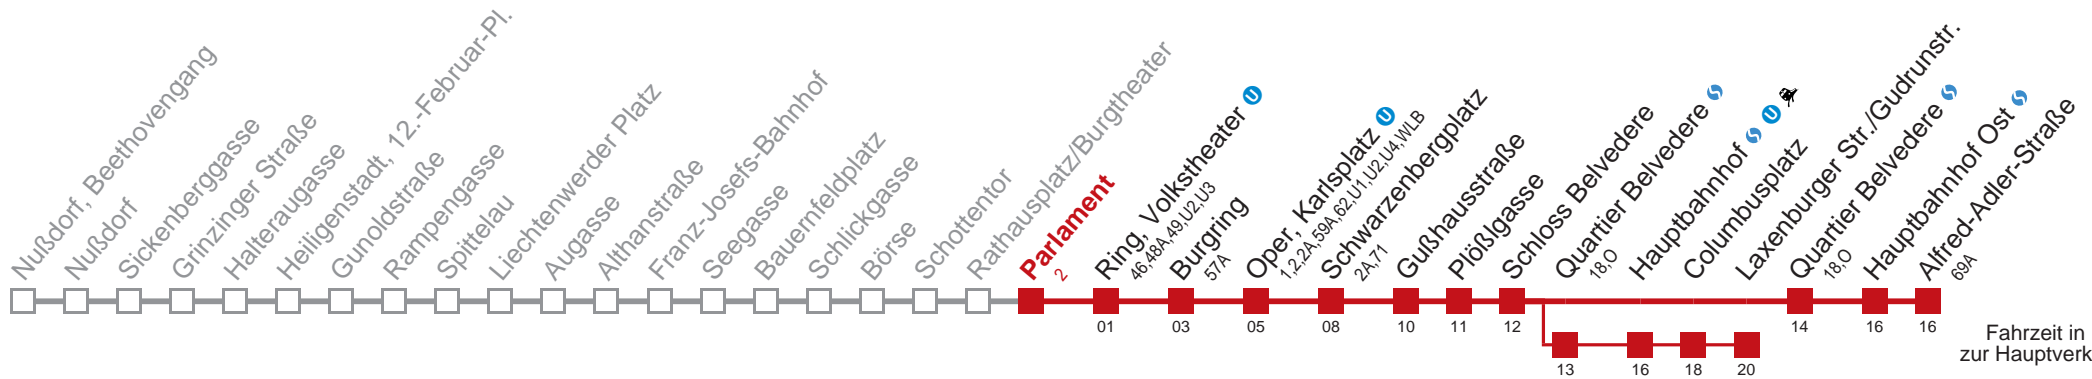 Nußdorf, Beethovengang
Nußdorf
Sickenberggasse
Grinzinger Straße
Halteraugasse
Heiligenstadt, 12.-Februar-Pl.
Gunoldstraße
Rampengasse
Spittelau
Liechtenwerder Platz
Augasse
Althanstraße
Franz-Josefs-Bahnhof
Seegasse
Bauernfeldplatz
Schlickgasse
Börse
Schottentor
Rathausplatz/Burgtheater
Parlament
2
Ring, Volkstheater U
46,48A,49,U2,U3
Burgring
57A
Oper, Karlsplatz U
1,2,2A,59A,62,U1,U2,U4,WLB
Schwarzenbergplatz
2A,71
Gußhausstraße
Plößlgasse
Schloss Belvedere
Quartier Belvedere S
18,O
Hauptbahnhof S U
Columbusplatz
Laxenburger Str./Gudrunstr.
Quartier Belvedere S
18,O
Hauptbahnhof Ost S
Alfred-Adler-Straße
69A
01 03 05 08 10 11 12 14 16 16
13 16 18 20
Fahrzeit in
zur Hauptverk